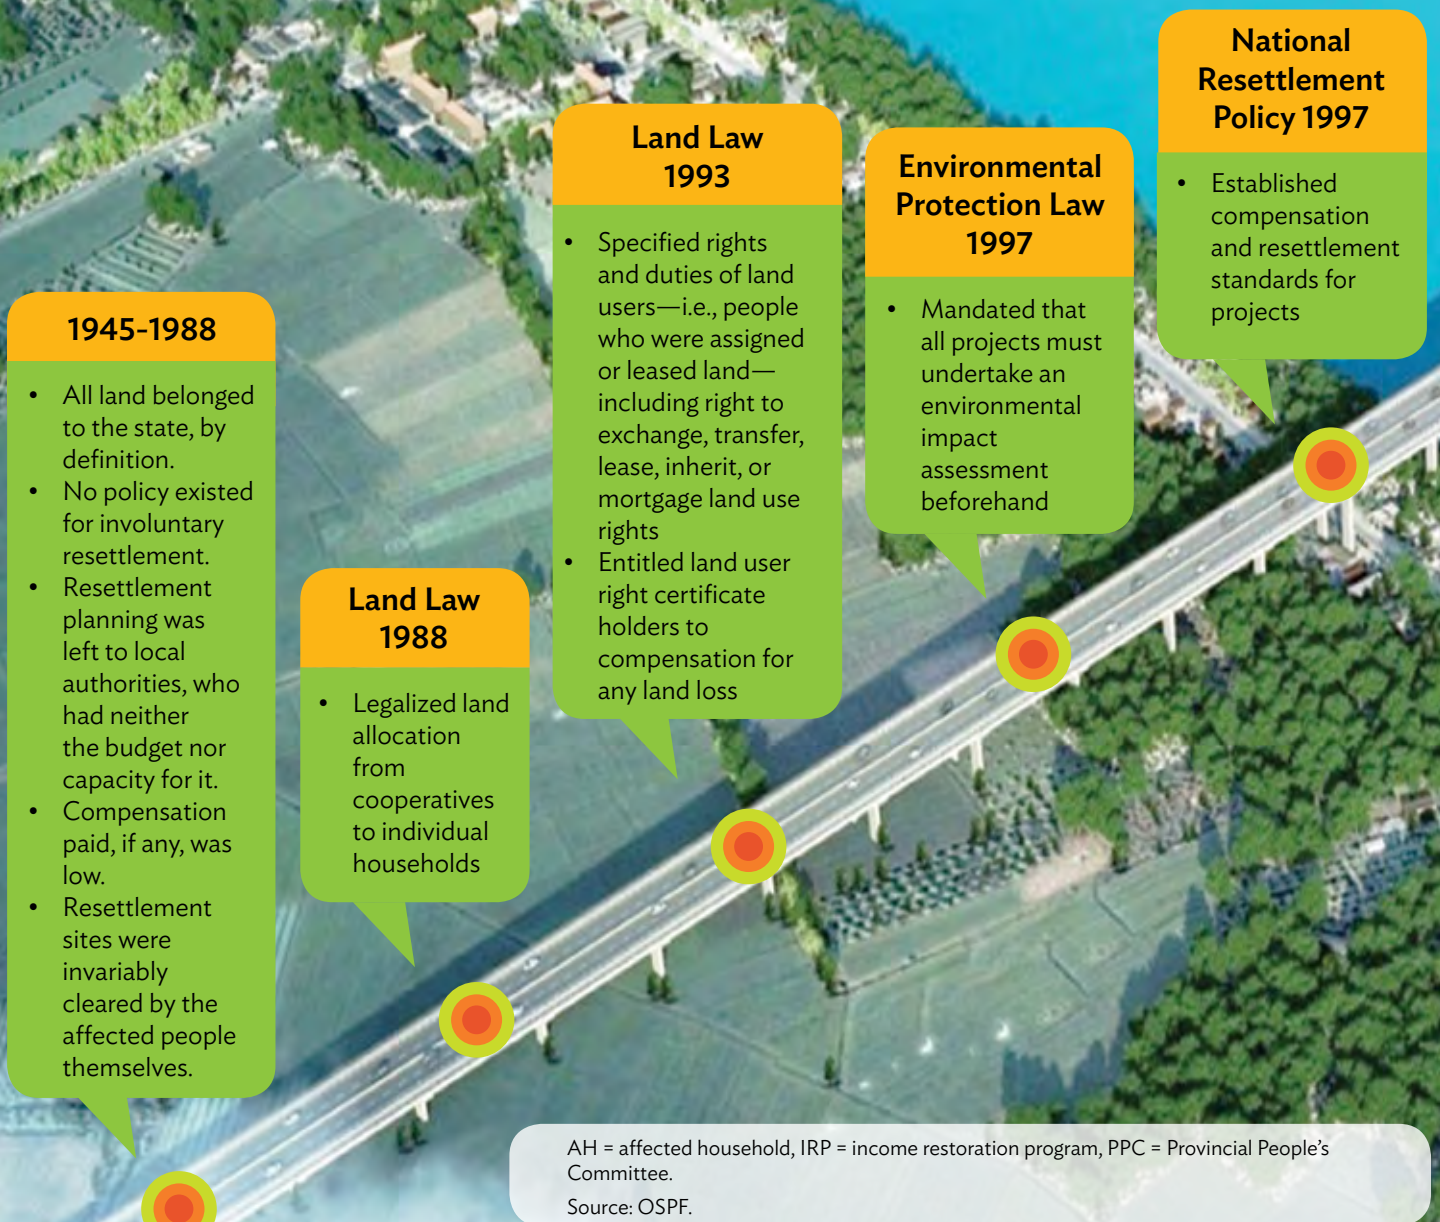 1945-1988
• All land belonged
to the state, by
definition.
• No policy existed
for involuntary
resettlement.
• Resettlement
planning was
left to local
authorities, who
had neither
the budget nor
capacity for it.
• Compensation
paid, if any, was
low.
• Resettlement
sites were
invariably
cleared by the
affected people
themselves.
Land Law
1988
• Legalized land
allocation
from
cooperatives
to individual
households
Land Law
1993
• Specified rights
and duties of land
users—i.e., people
who were assigned
or leased land—
including right to
exchange, transfer,
lease, inherit, or
mortgage land use
rights
• Entitled land user
right certificate
holders to
compensation for
any land loss
Environmental
Protection Law
1997
• Mandated that
all projects must
undertake an
environmental
impact
assessment
beforehand
National
Resettlement
Policy 1997
• Established
compensation
and resettlement
standards for
projects
AH = affected household, IRP = income restoration program, PPC = Provincial People’s
Committee.
Source: OSPF.